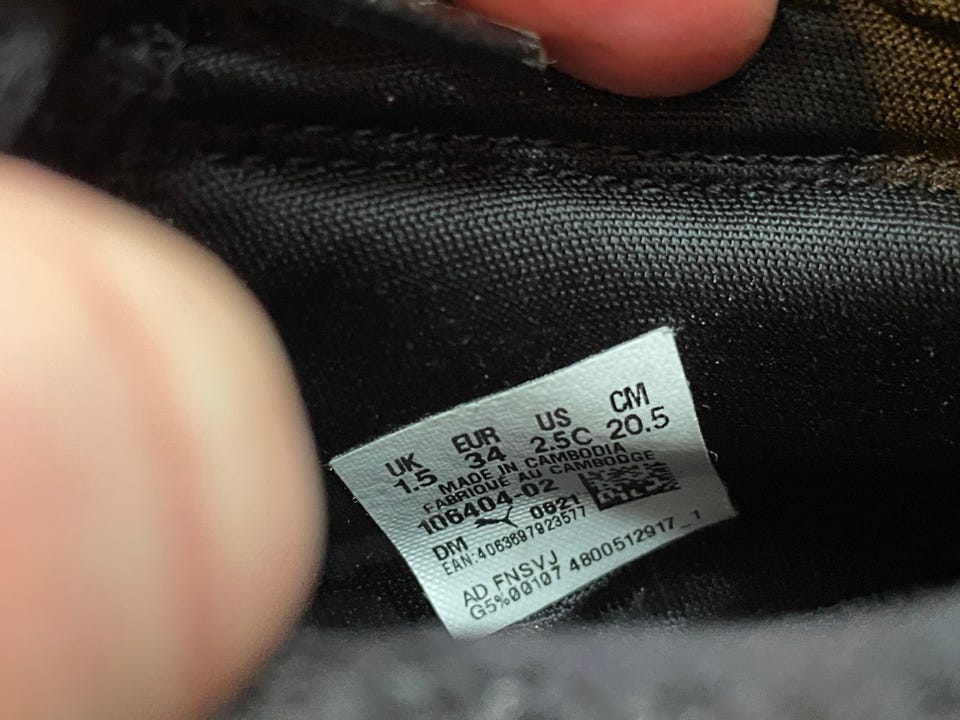 UK EUR US CM
1.5 34 2.5C 20.5
MADE IN CAMBODIA
FABRIQUÉ AU CAMBODGE
106404-02
DM 0621
EAN:4063697923577
AD FNSVJ
G5%00107 4800512917_1